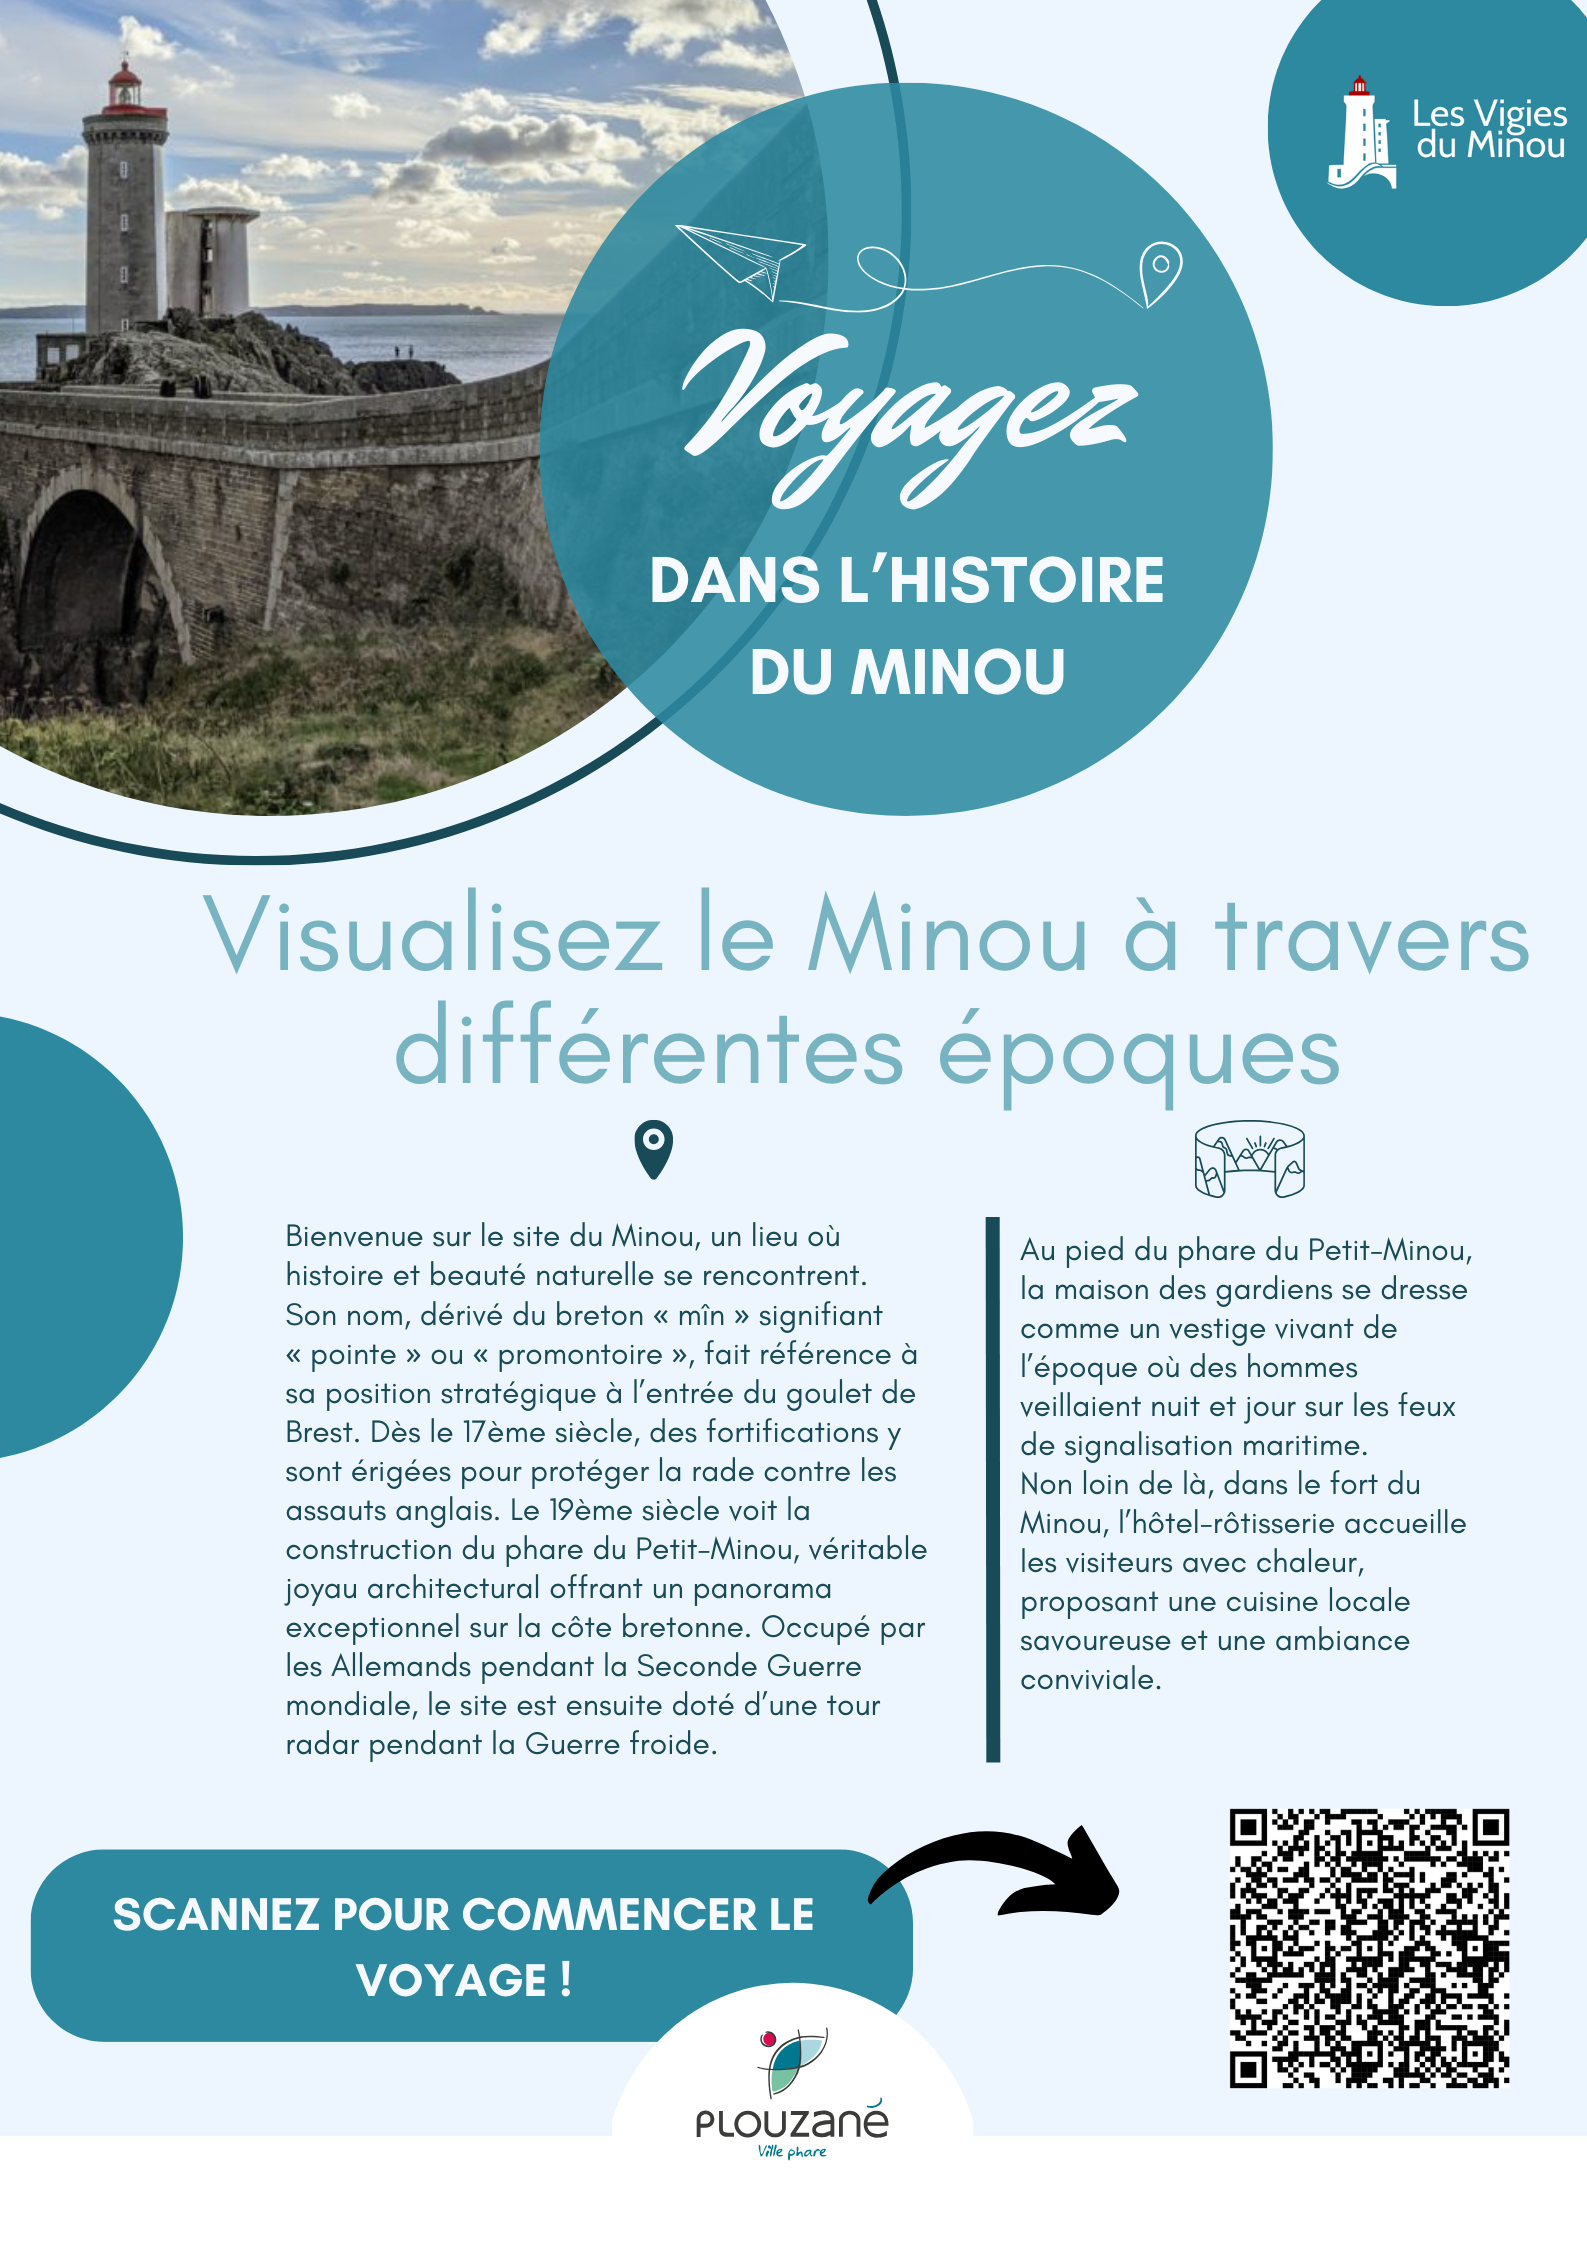 Les Vigies
du Minou
Voyagez
DANS L’HISTOIRE
DU MINOU
Visualisez le Minou à travers
différentes époques
Bienvenue sur le site du Minou, un lieu où
histoire et beauté naturelle se rencontrent.
Son nom, dérivé du breton « mîn » signifiant
« pointe » ou « promontoire », fait référence à
sa position stratégique à l’entrée du goulet de
Brest. Dès le 17ème siècle, des fortifications y
sont érigées pour protéger la rade contre les
assauts anglais. Le 19ème siècle voit la
construction du phare du Petit-Minou, véritable
joyau architectural offrant un panorama
exceptionnel sur la côte bretonne. Occupé par
les Allemands pendant la Seconde Guerre
mondiale, le site est ensuite doté d’une tour
radar pendant la Guerre froide.
Au pied du phare du Petit-Minou,
la maison des gardiens se dresse
comme un vestige vivant de
l’époque où des hommes
veillaient nuit et jour sur les feux
de signalisation maritime.
Non loin de là, dans le fort du
Minou, l’hôtel-rôtisserie accueille
les visiteurs avec chaleur,
proposant une cuisine locale
savoureuse et une ambiance
conviviale.
SCANNEZ POUR COMMENCER LE
VOYAGE !
PLOUZANÉ
Ville phare